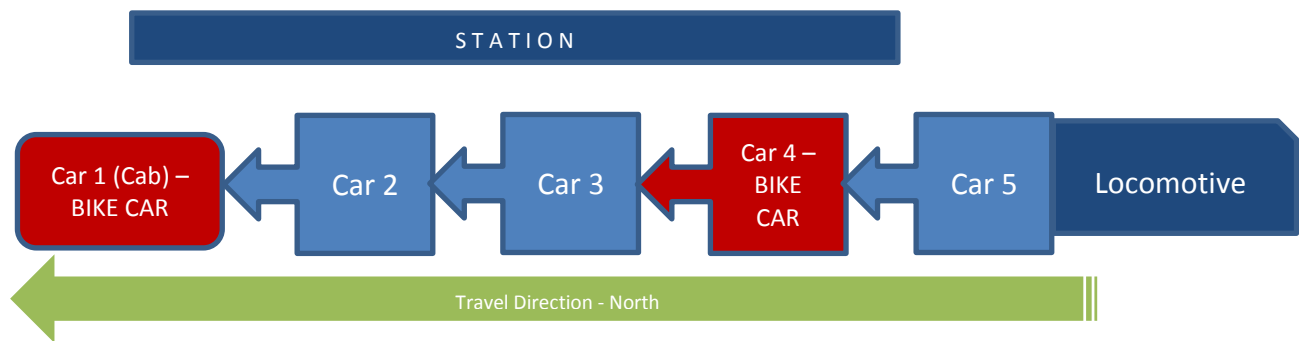 STATION
Car 1 (Cab) –
BIKE CAR
Car 2
Car 3
Car 4 –
BIKE
CAR
Car 5
Locomotive
Travel Direction - North